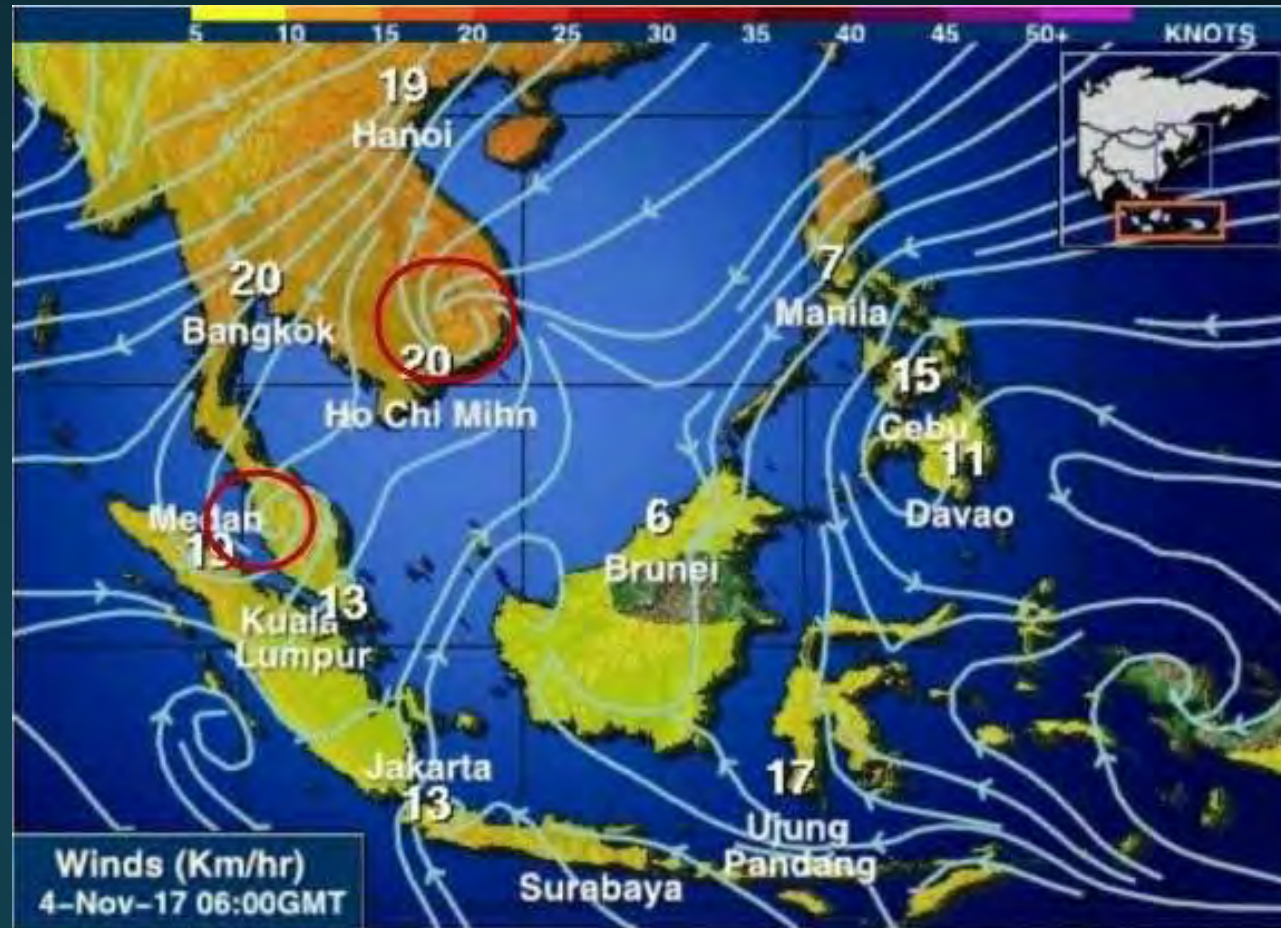 5 10 15 20 25 30 35 40 45 50+ KNOTS
19
Hanoi
7
Manila
20
Bangkok
20
Ho Chi Mihn
15
Cebu
11
Davao
Medan
6
Brunei
13
Kuala
Lumpur
Jakarta
13
17
Ujung
Pandang
Surabaya
Winds (Km/hr)
4-Nov-17 06:00GMT